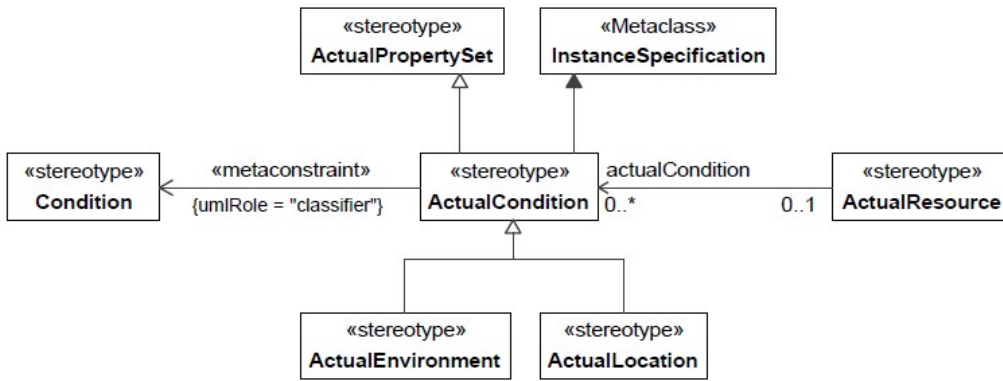 «stereotype»
ActualPropertySet
«Metaclass»
InstanceSpecification
«stereotype»
Condition
«metaconstraint»
{umlRole = "classifier"}
«stereotype»
ActualCondition
actualCondition
0..*
0..1
«stereotype»
ActualResource
«stereotype»
ActualEnvironment
«stereotype»
ActualLocation